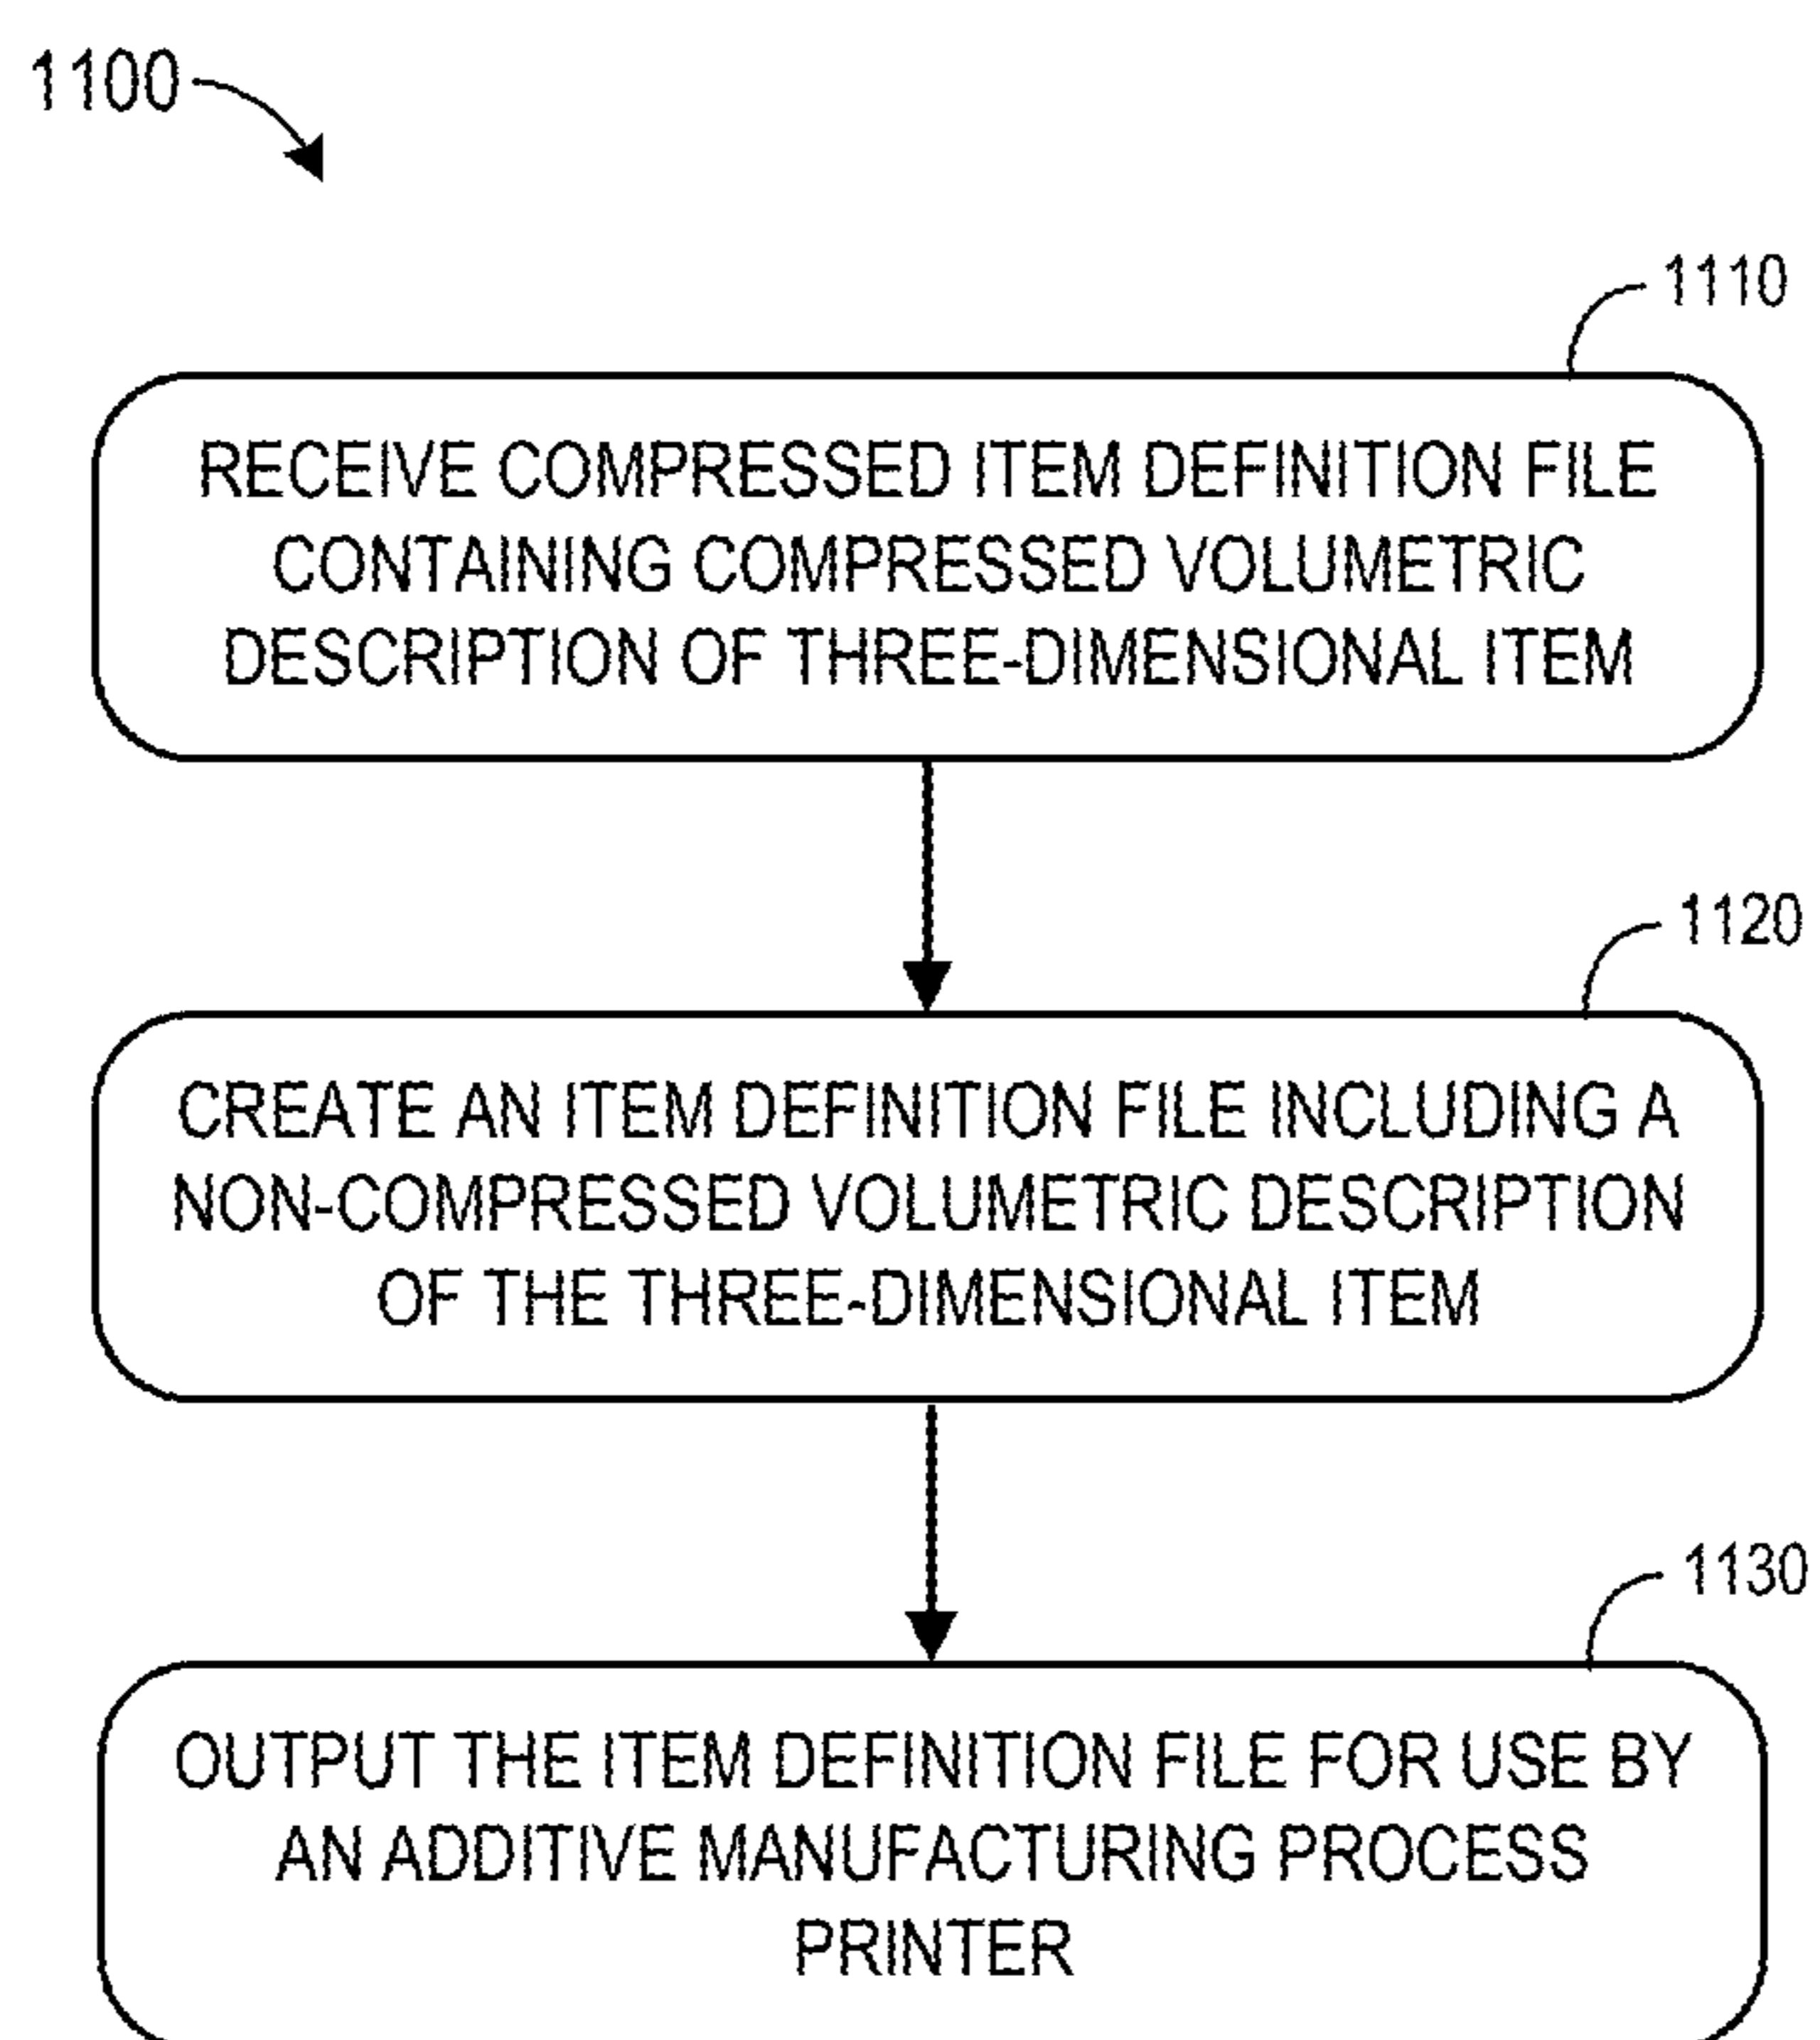 1100
1110
RECEIVE COMPRESSED ITEM DEFINITION FILE
CONTAINING COMPRESSED VOLUMETRIC
DESCRIPTION OF THREE-DIMENSIONAL ITEM
1120
CREATE AN ITEM DEFINITION FILE INCLUDING A
NON-COMPRESSED VOLUMETRIC DESCRIPTION
OF THE THREE-DIMENSIONAL ITEM
1130
OUTPUT THE ITEM DEFINITION FILE FOR USE BY
AN ADDITIVE MANUFACTURING PROCESS
PRINTER